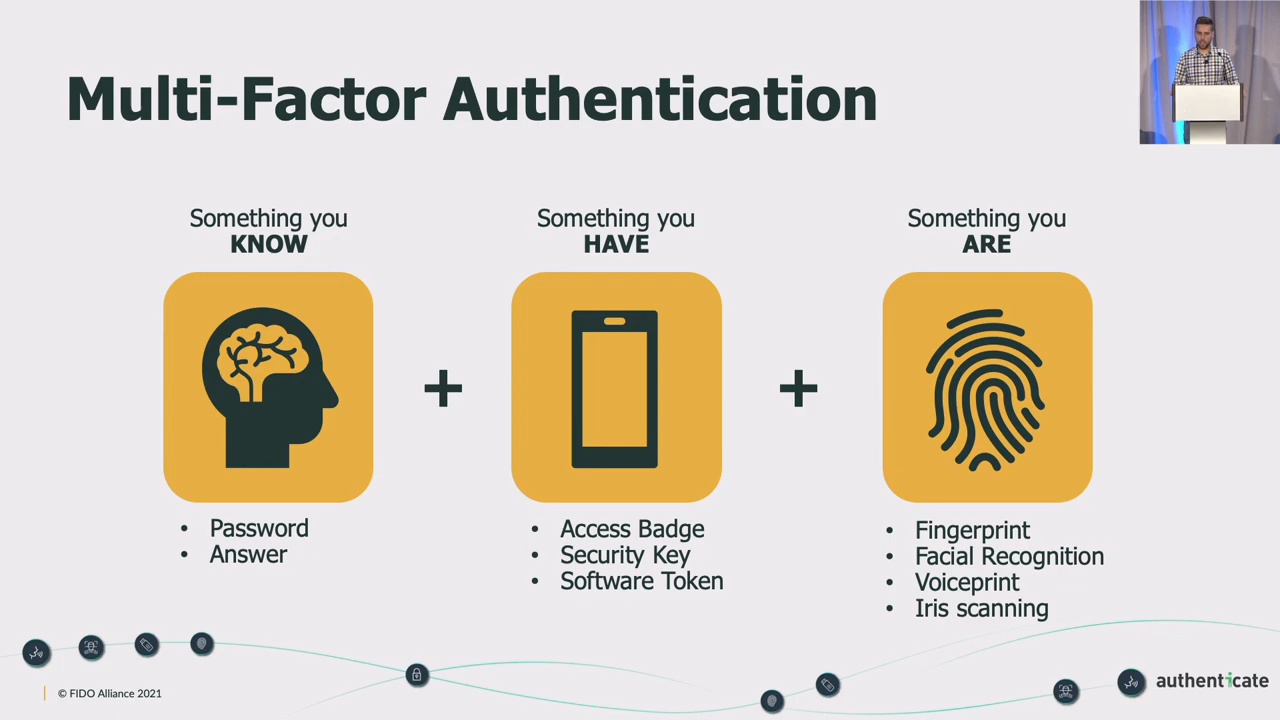 Multi-Factor Authentication
Something you
KNOW
Something you
HAVE
Something you
ARE
+
+
• Password
• Answer
• Access Badge
• Security Key
• Software Token
• Fingerprint
• Facial Recognition
• Voiceprint
• Iris scanning
© FIDO Alliance 2021
authenticate